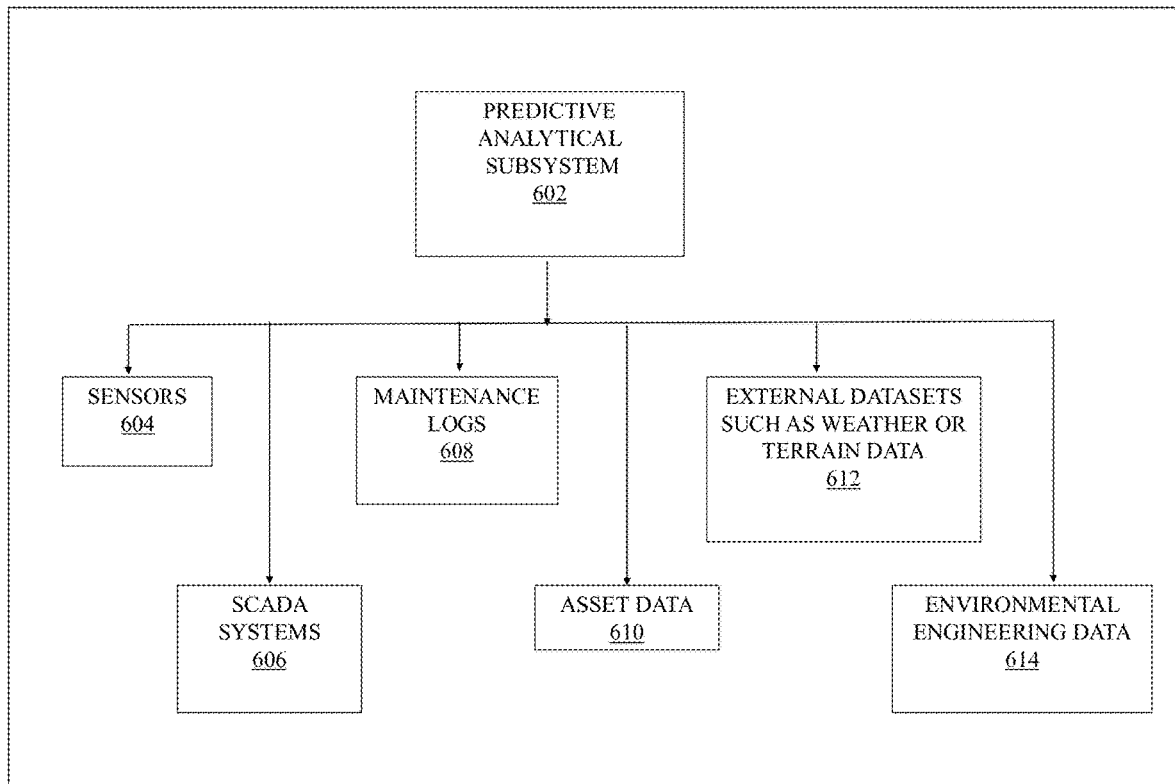 PREDICTIVE
ANALYTICAL
SUBSYSTEM
602
SENSORS
604
MAINTENANCE
LOGS
608
EXTERNAL DATASETS
SUCH AS WEATHER OR
TERRAIN DATA
612
SCADA
SYSTEMS
606
ASSET DATA
610
ENVIRONMENTAL
ENGINEERING DATA
614